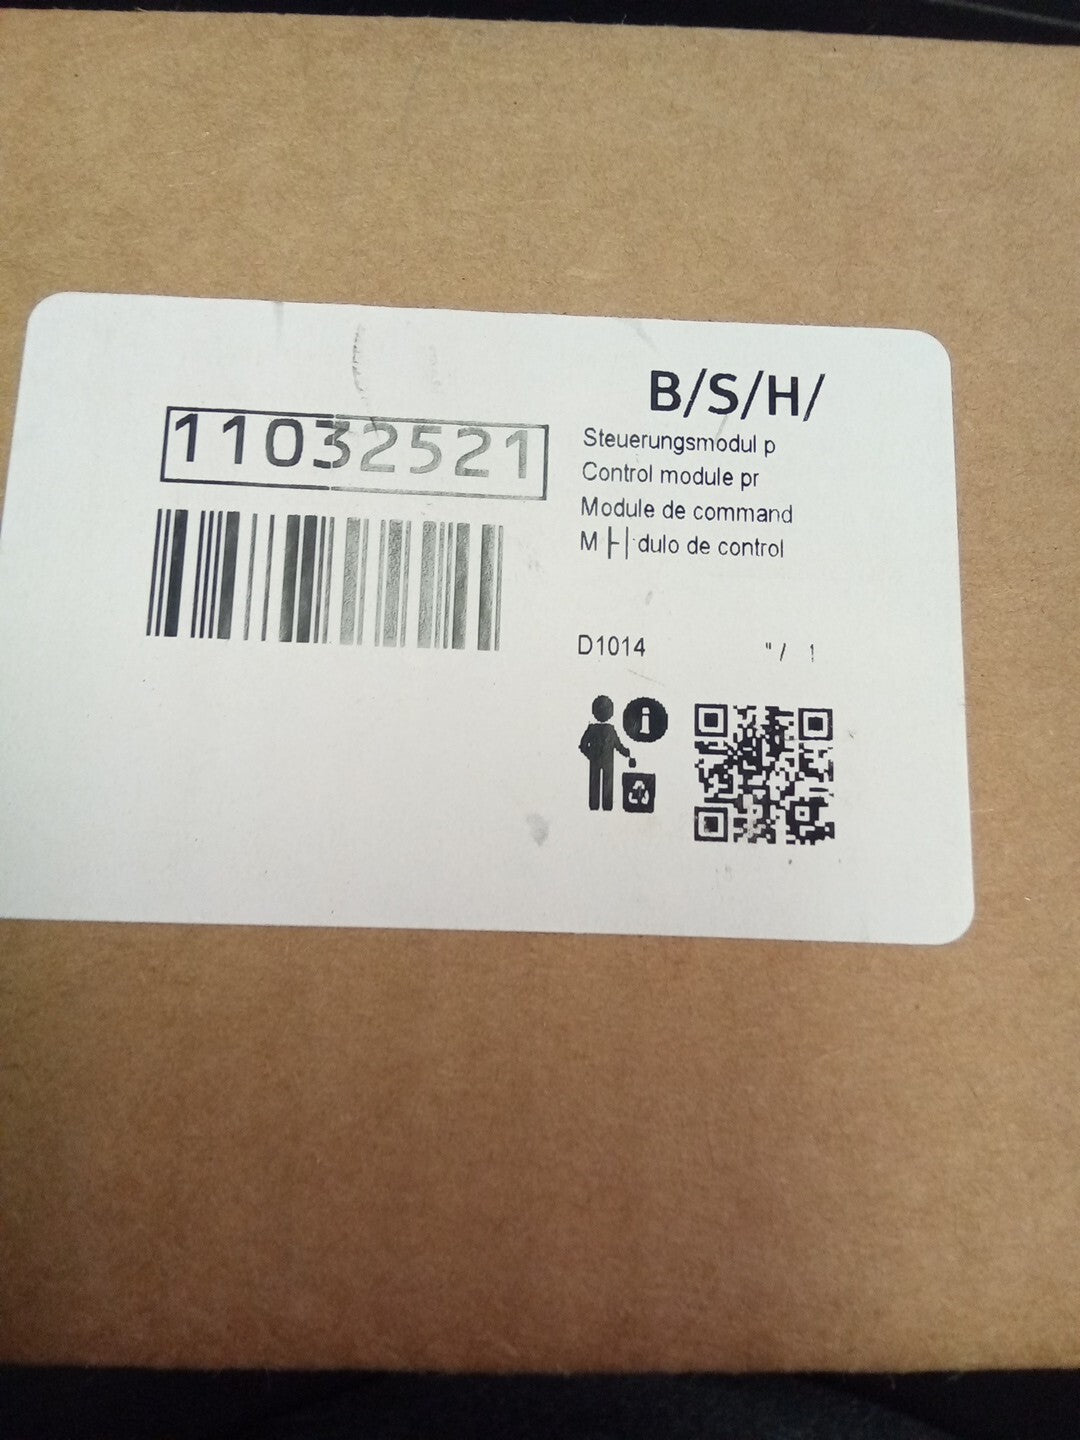 11032521
B/S/H/
Steuerungsmodul p
Control module pr
Module de command
M├┤dulo de control
D1014 "/ 1
i